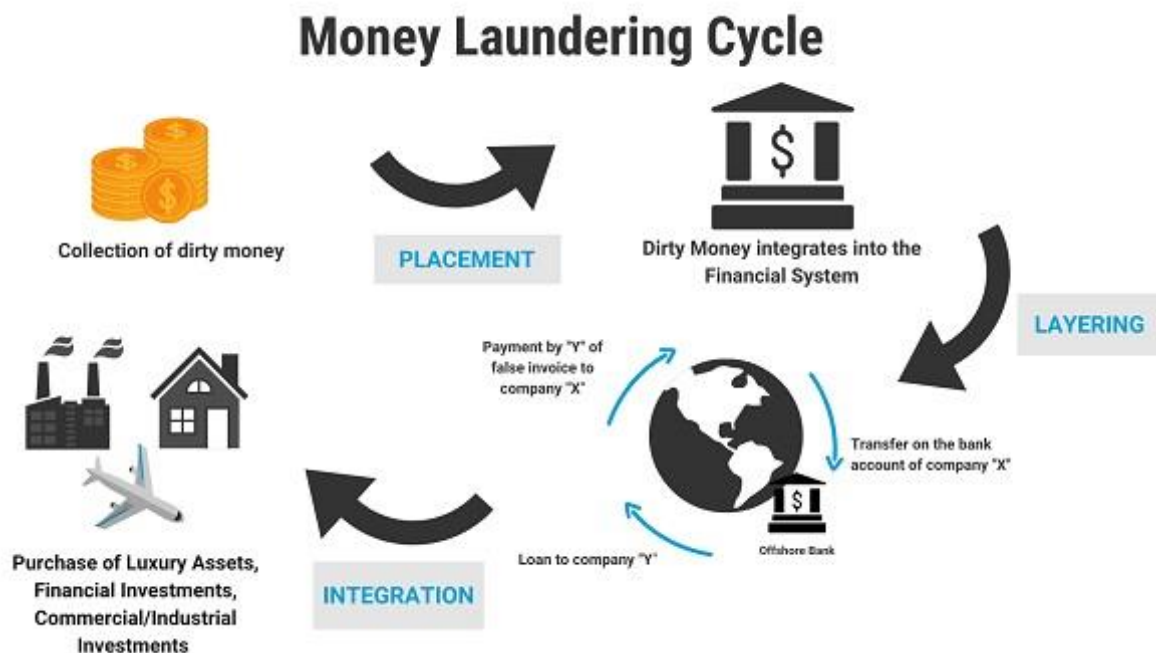 Money Laundering Cycle
$
$
$
$
Collection of dirty money
PLACEMENT
Dirty Money integrates into the
Financial System
LAYERING
Payment by "Y" of
false invoice to
company "X"
Transfer on the bank
account of company "X"
$
Offshore Bank
Loan to company "Y"
INTEGRATION
Purchase of Luxury Assets,
Financial Investments,
Commercial/Industrial
Investments